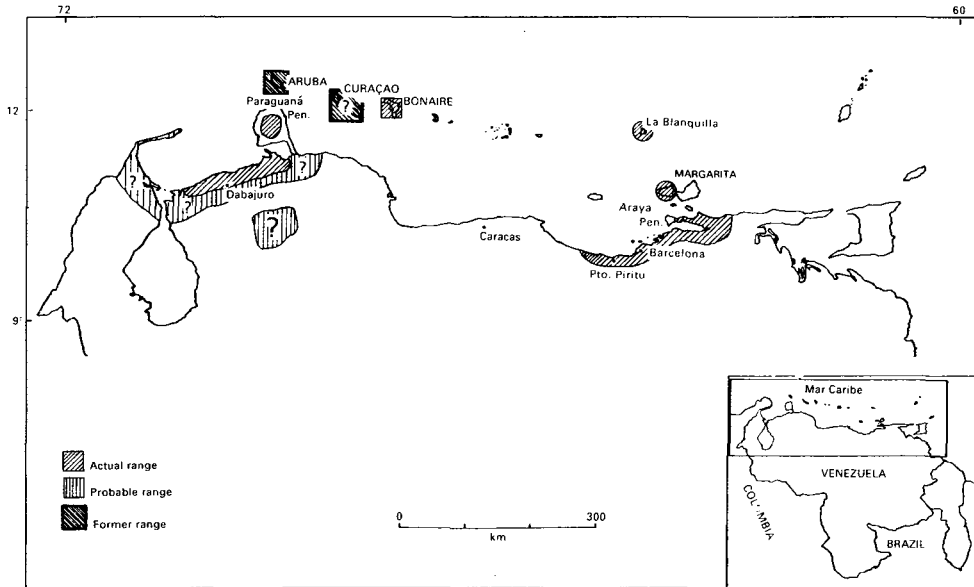 72
60
12
9°
ARUBA
CURAÇAO
?
BONAIRE
?
Paraguaná
Pen.
?
?
?
Dabajuro
?
Caracas
La Blanquilla
MARGARITA
Araya
Pen.
Barcelona
Pto. Piritu
Actual range
Probable range
Former range
0
300
km
Mar Caribe
VENEZUELA
COLOMBIA
BRAZIL